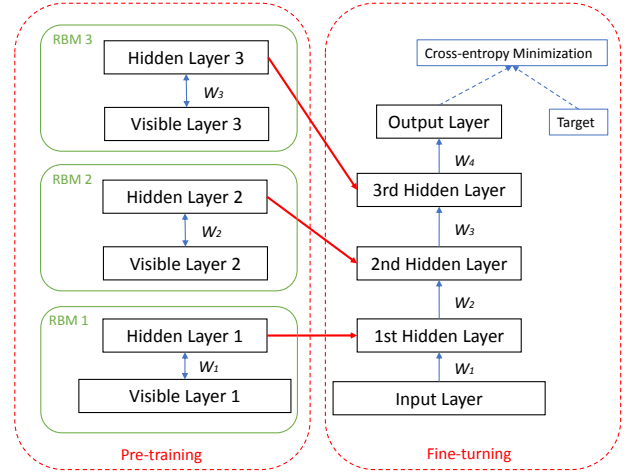 RBM 3
Hidden Layer 3
W3
Visible Layer 3
RBM 2
Hidden Layer 2
W2
Visible Layer 2
RBM 1
Hidden Layer 1
W1
Visible Layer 1
Pre-training
Cross-entropy Minimization
Output Layer
Target
W4
3rd Hidden Layer
W3
2nd Hidden Layer
W2
1st Hidden Layer
W1
Input Layer
Fine-turning